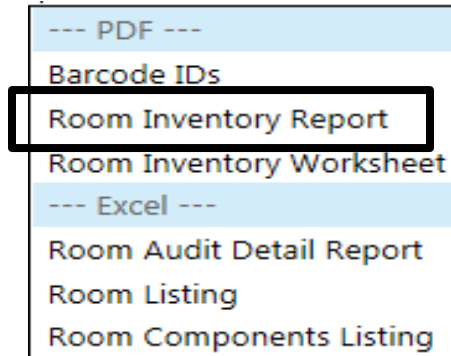 --- PDF ---
Barcode IDs
Room Inventory Report
Room Inventory Worksheet
--- Excel ---
Room Audit Detail Report
Room Listing
Room Components Listing